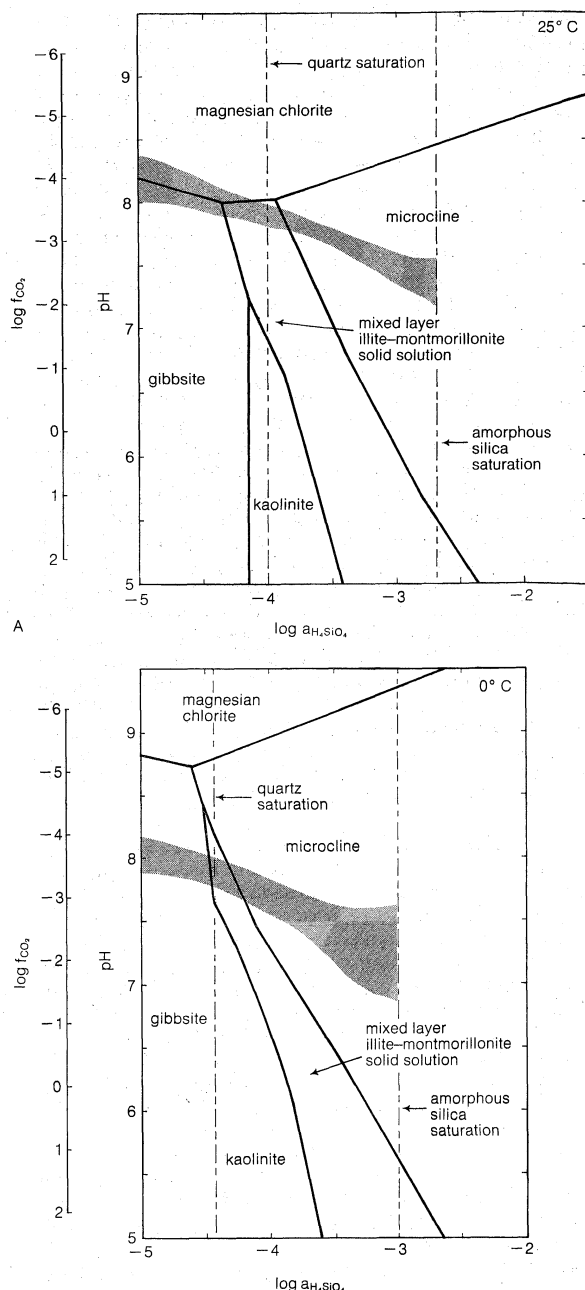 25° C
−6
−5
−4
−3
−2
−1
0
1
2
log fCO₂
9
8
7
6
5
pH
quartz saturation
magnesian chlorite
microcline
mixed layer
illite–montmorillonite
solid solution
gibbsite
amorphous
silica
saturation
kaolinite
−5
−4
−3
−2
A
log aH₄SiO₄
0° C
−6
−5
−4
−3
−2
−1
0
1
2
log fCO₂
9
8
7
6
5
pH
magnesian
chlorite
quartz
saturation
microcline
gibbsite
mixed layer
illite–montmorillonite
solid solution
amorphous
silica
saturation
kaolinite
−5
−4
−3
−2
log aH₄SiO₄